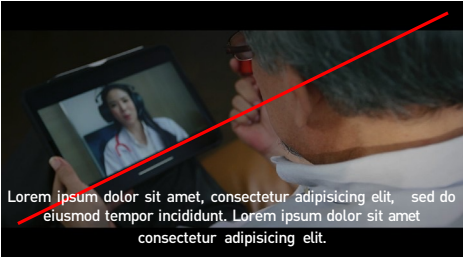 Lorem ipsum dolor sit amet, consectetur adipisicing elit, sed do
eiusmod tempor incididunt. Lorem ipsum dolor sit amet
consectetur adipisicing elit.